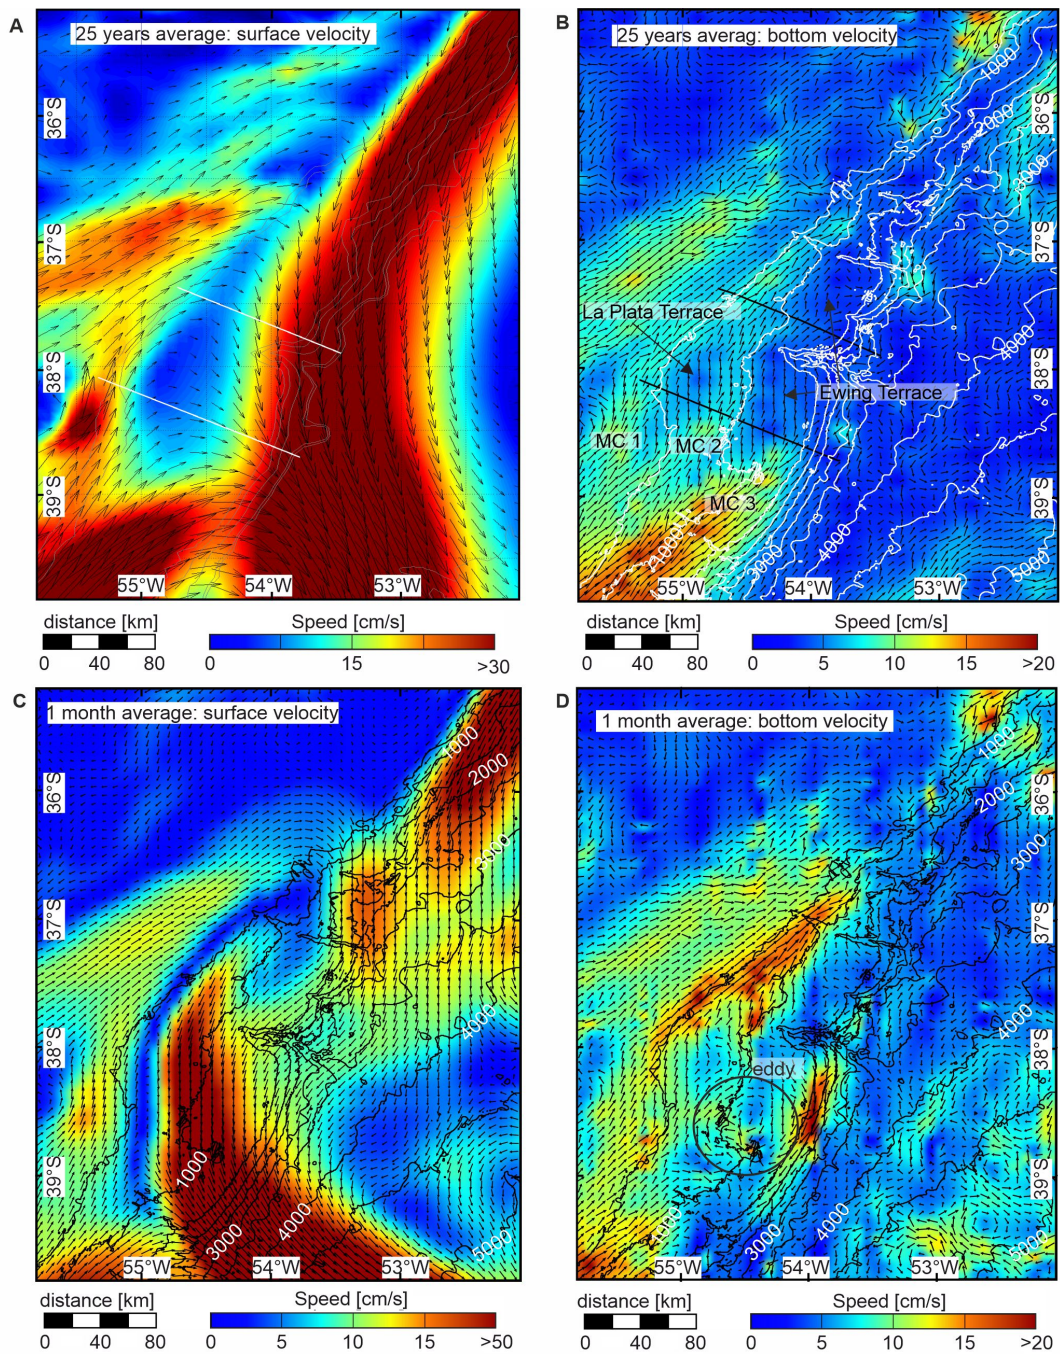 A
25 years average: surface velocity
36°S
37°S
38°S
39°S
55°W
54°W
53°W
distance [km]
0 40 80
Speed [cm/s]
0 15 >30
B
25 years averag: bottom velocity
1000
2000
3000
36°S
37°S
La Plata Terrace
4000
38°S
Ewing Terrace
MC 1
MC 2
MC 3
39°S
1000
3000
4000
5000
55°W
54°W
53°W
distance [km]
0 40 80
Speed [cm/s]
0 5 10 15 >20
C
1 month average: surface velocity
1000
2000
36°S
3000
37°S
4000
38°S
39°S
1000
3000
4000
5000
55°W
54°W
53°W
distance [km]
0 40 80
Speed [cm/s]
0 5 10 15 >50
D
1 month average: bottom velocity
1000
2000
36°S
3000
37°S
4000
38°S
eddy
39°S
1000
3000
4000
5000
55°W
54°W
53°W
distance [km]
0 40 80
Speed [cm/s]
0 5 10 15 >20